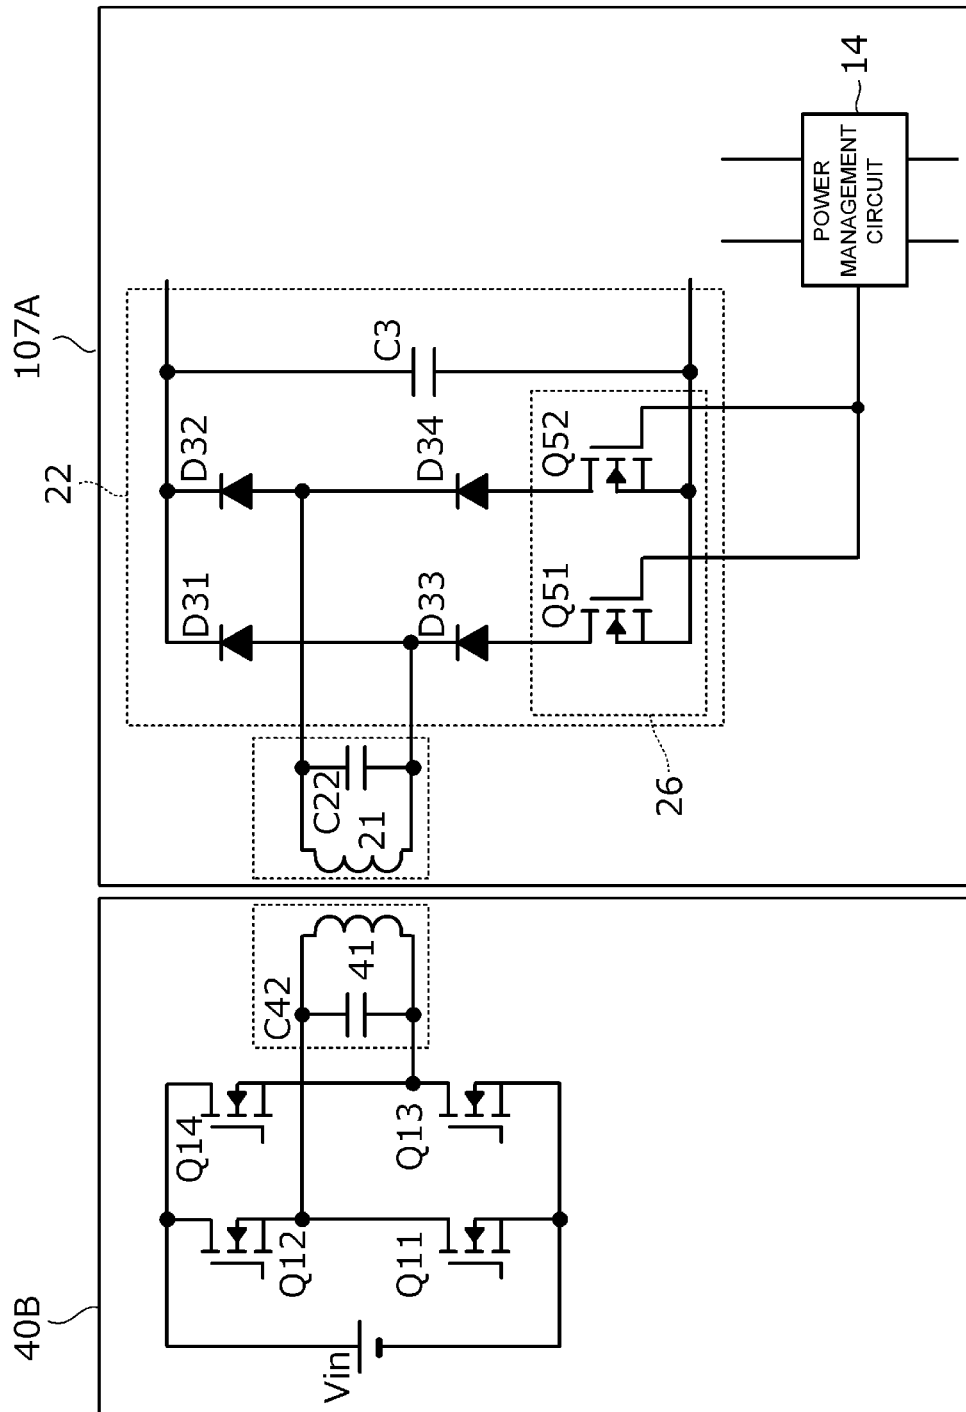 40B
Vin
Q12
Q11
Q14
Q13
C42
41
107A
22
C22
21
D31
D33
D32
D34
C3
Q51
Q52
26
14
POWER
MANAGEMENT
CIRCUIT